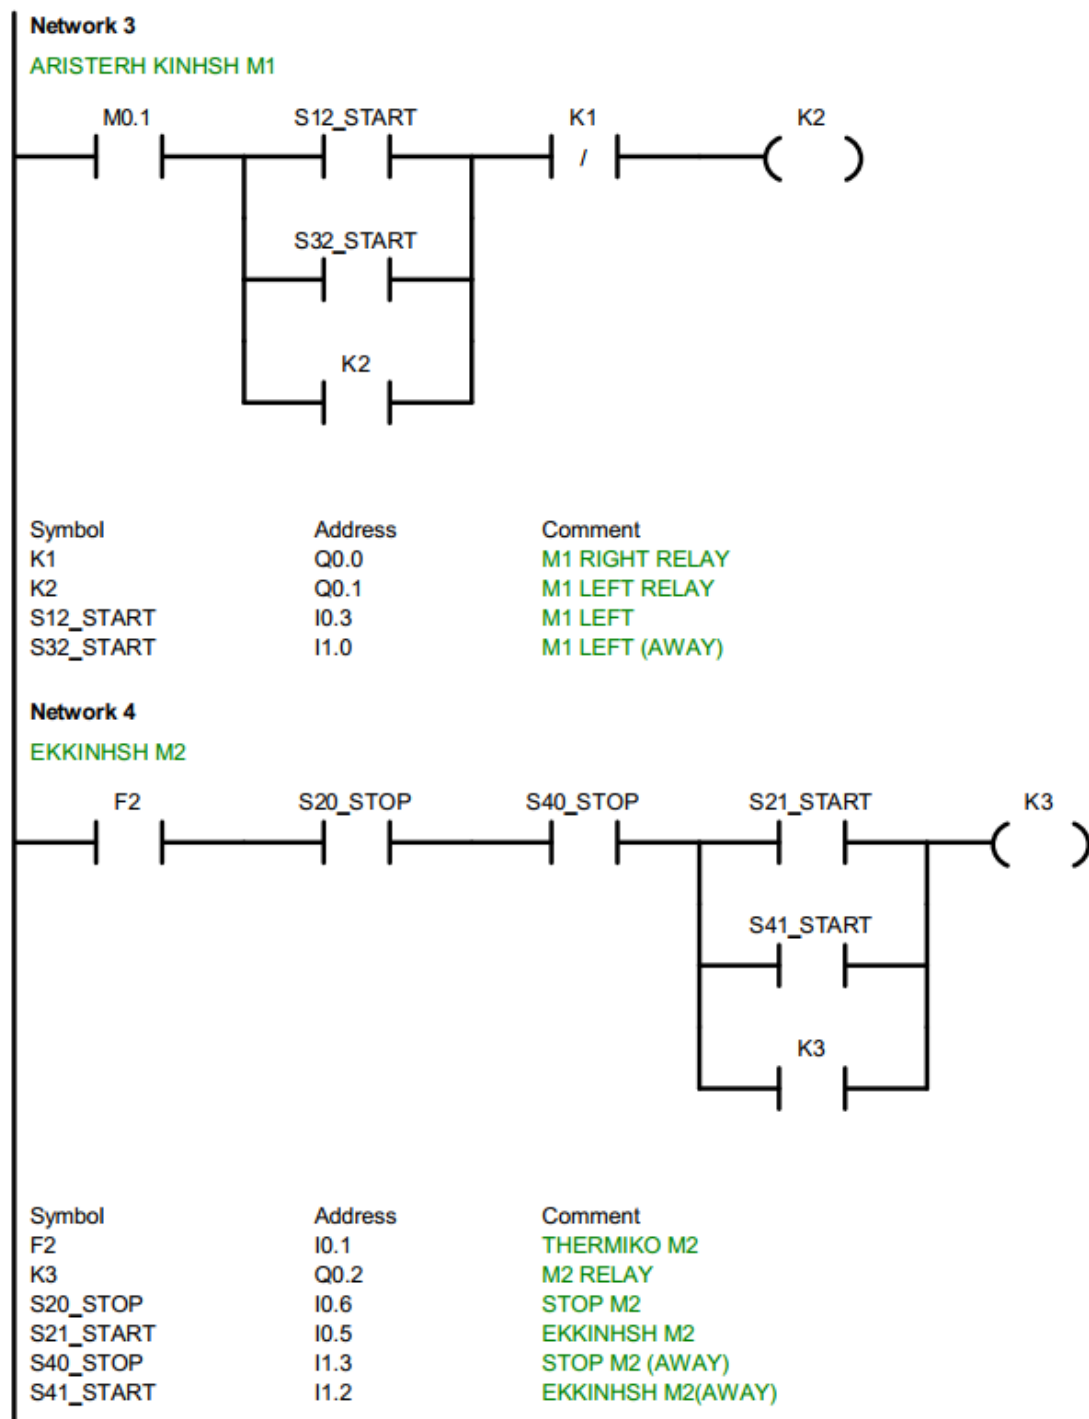 Network 3
ARISTERH KINHSH M1
M0.1 S12_START K1 K2
/
S32_START
K2
Symbol Address Comment
K1 Q0.0 M1 RIGHT RELAY
K2 Q0.1 M1 LEFT RELAY
S12_START I0.3 M1 LEFT
S32_START I1.0 M1 LEFT (AWAY)
Network 4
EKKINHSH M2
F2 S20_STOP S40_STOP S21_START K3
S41_START
K3
Symbol Address Comment
F2 I0.1 THERMIKO M2
K3 Q0.2 M2 RELAY
S20_STOP I0.6 STOP M2
S21_START I0.5 EKKINHSH M2
S40_STOP I1.3 STOP M2 (AWAY)
S41_START I1.2 EKKINHSH M2(AWAY)